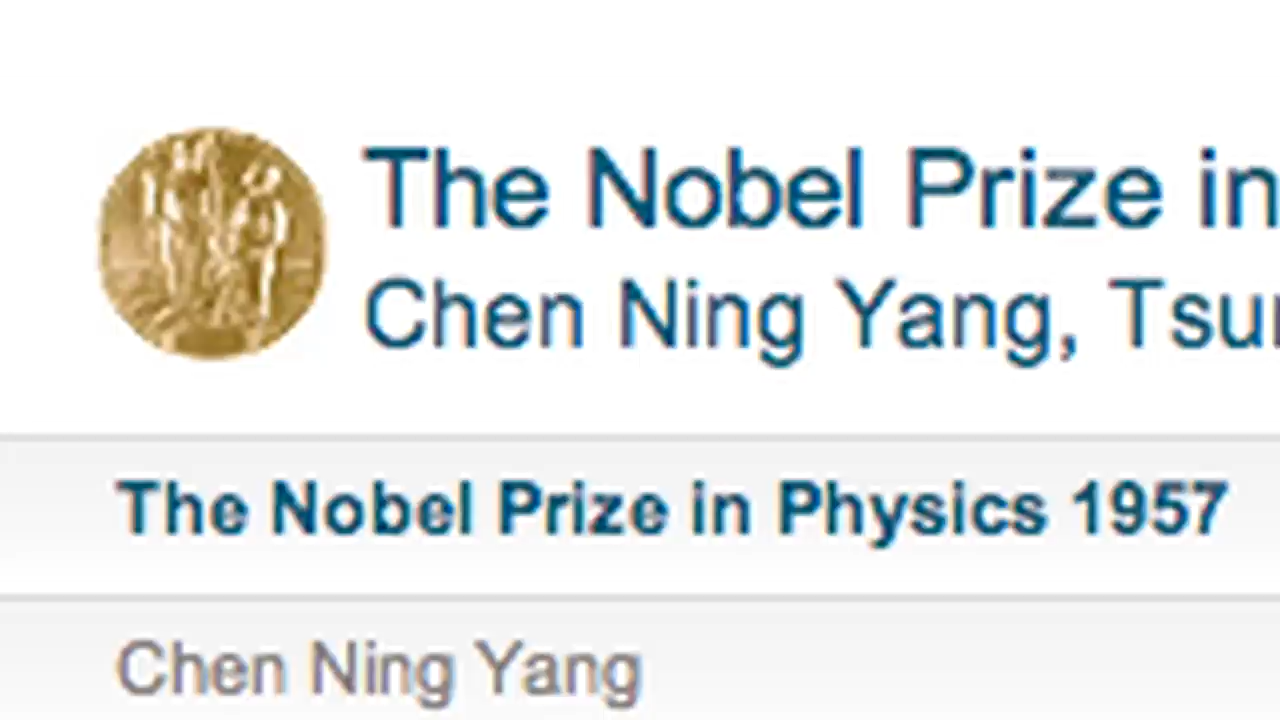 The Nobel Prize in
Chen Ning Yang,
The Nobel Prize in Physics 1957
Chen Ning Yang